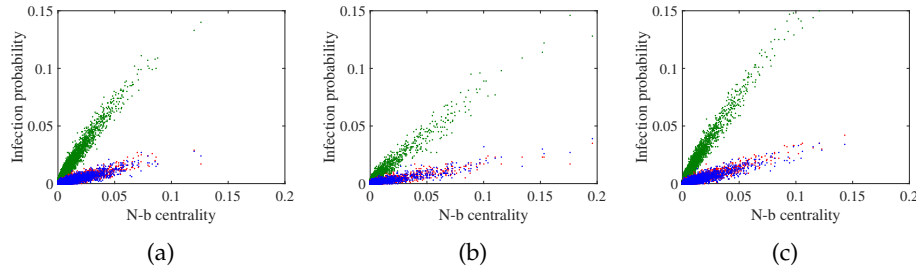 0.15 0.15 0.15
Infection probability Infection probability Infection probability
0.1 0.1 0.1
0.05 0.05 0.05
0 0 0
0 0.05 0.1 0.15 0.2 0 0.05 0.1 0.15 0.2 0 0.05 0.1 0.15 0.2
N-b centrality N-b centrality N-b centrality
(a) (b) (c)